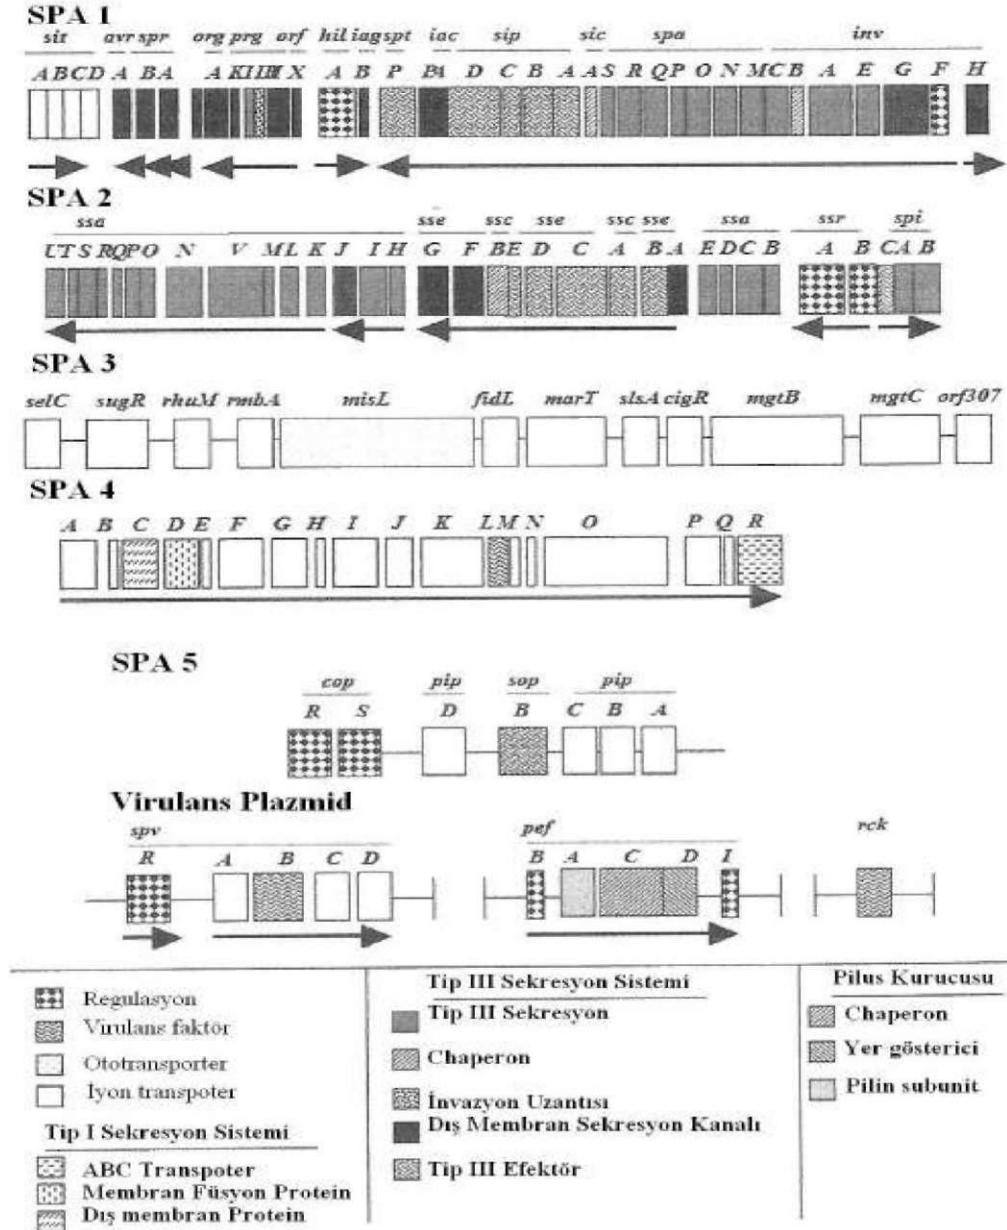 SPA 1
sit avr spr org prg orf hil iag spt iac sip sic spa inv
A B C D A B A A K I I H X A B P B A D C B A A S R Q P O N M C B A E G F H
SPA 2
ssa sse ssc sse ssc sse ssa ssr spi
U T S R Q P O N V M L K J I H G F B E D C A B A E D C B A B C A B
SPA 3
selC sugR rhuM rmbA misL fidL marT slsA cigR mgtB mgtC orf307
SPA 4
A B C D E F G H I J K L M N O P Q R
SPA 5
cop pip sop pip
R S D B C B A
Virulans Plazmid
spv pef rck
R A B C D B A C D I
Regulasyon
Virulans faktör
Ototransporter
İyon transpoter
Tip I Sekresyon Sistemi
ABC Transpoter
Membran Füsyon Protein
Dış membran Protein
Tip III Sekresyon Sistemi
Tip III Sekresyon
Chaperon
İnvazyon Uzantısı
Dış Membran Sekresyon Kanalı
Tip III Efektör
Pilus Kurucusu
Chaperon
Yer gösterici
Pilin subunit